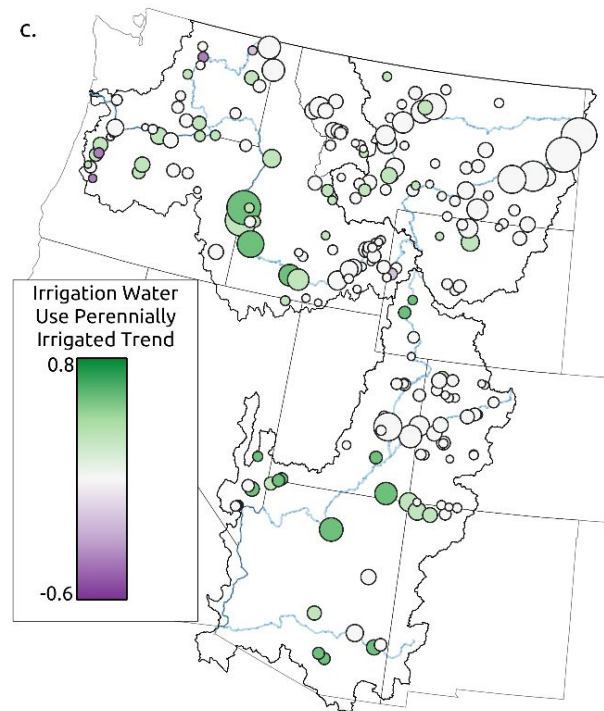 c.
Irrigation Water
Use Perennially
Irrigated Trend
0.8
-0.6